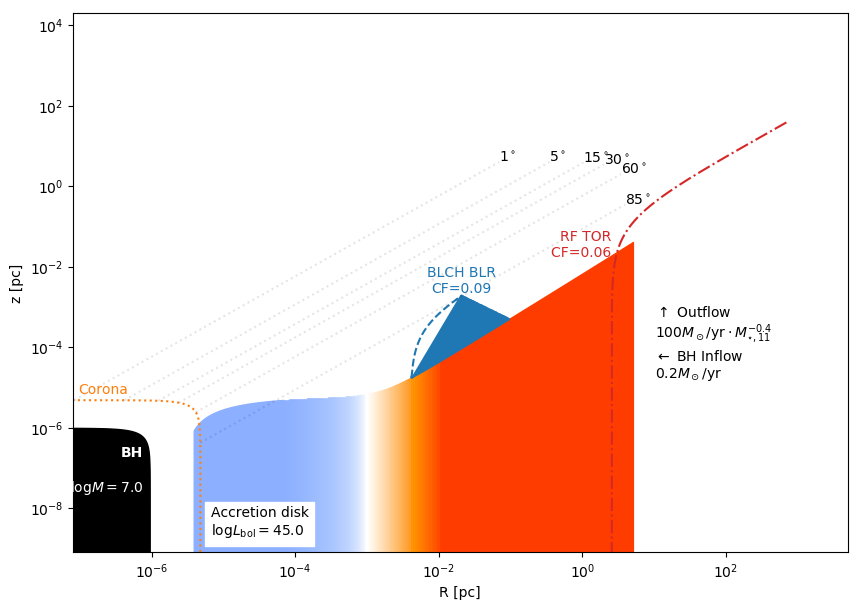 10^4
10^2
10^0
10^−2
10^−4
10^−6
10^−8
z [pc]
1°
5°
15°
30°
60°
85°
RF TOR
CF=0.06
BLCH BLR
CF=0.09
↑ Outflow
100M_⊙/yr · M_{⋆,11}^{−0.4}
← BH Inflow
0.2M_⊙/yr
Corona
BH
logM = 7.0
Accretion disk
logL_bol = 45.0
10^−6
10^−4
10^−2
10^0
10^2
R [pc]